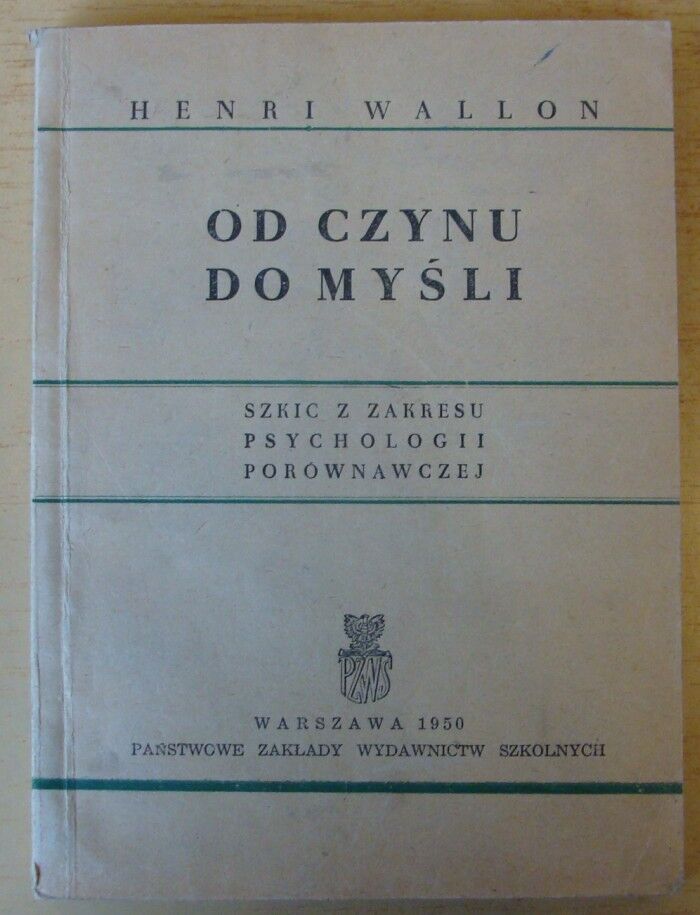 HENRI WALLON
OD CZYNU
DO MYŚLI
SZKIC Z ZAKRESU
PSYCHOLOGII
PORÓWNAWCZEJ
PZWS
WARSZAWA 1950
PAŃSTWOWE ZAKŁADY WYDAWNICTW SZKOLNYCH